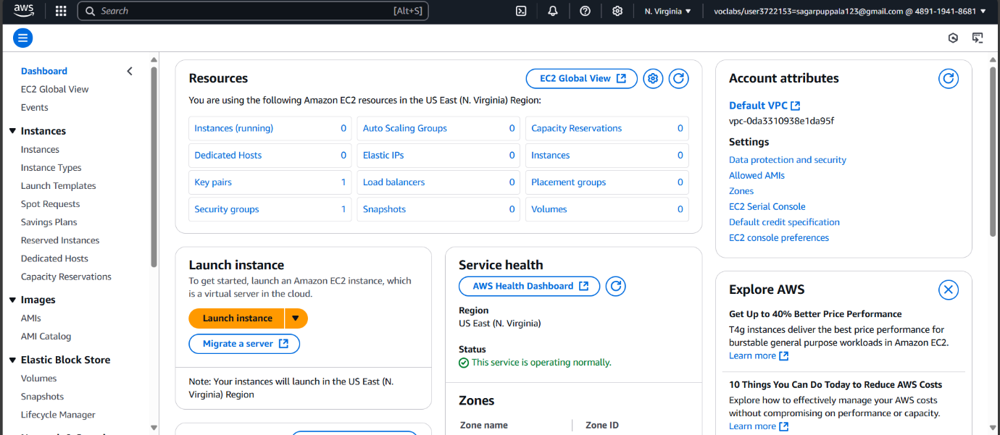 aws
Search [Alt+S]
N. Virginia
voclabs/user3722153=sagarpuppala123@gmail.com @ 4891-1941-8681
Dashboard
EC2 Global View
Events
Instances
Instances
Instance Types
Launch Templates
Spot Requests
Savings Plans
Reserved Instances
Dedicated Hosts
Capacity Reservations
Images
AMIs
AMI Catalog
Elastic Block Store
Volumes
Snapshots
Lifecycle Manager
Resources
EC2 Global View
You are using the following Amazon EC2 resources in the US East (N. Virginia) Region:
Instances (running) 0
Auto Scaling Groups 0
Capacity Reservations 0
Dedicated Hosts 0
Elastic IPs 0
Instances 0
Key pairs 1
Load balancers 0
Placement groups 0
Security groups 1
Snapshots 0
Volumes 0
Launch instance
To get started, launch an Amazon EC2 instance, which
is a virtual server in the cloud.
Launch instance
Migrate a server
Note: Your instances will launch in the US East (N.
Virginia) Region
Service health
AWS Health Dashboard
Region
US East (N. Virginia)
Status
This service is operating normally.
Zones
Zone name
Zone ID
Account attributes
Default VPC
vpc-0da3310938e1da95f
Settings
Data protection and security
Allowed AMIs
Zones
EC2 Serial Console
Default credit specification
EC2 console preferences
Explore AWS
Get Up to 40% Better Price Performance
T4g instances deliver the best price performance for
burstable general purpose workloads in Amazon EC2.
Learn more
10 Things You Can Do Today to Reduce AWS Costs
Explore how to effectively manage your AWS costs
without compromising on performance or capacity.
Learn more